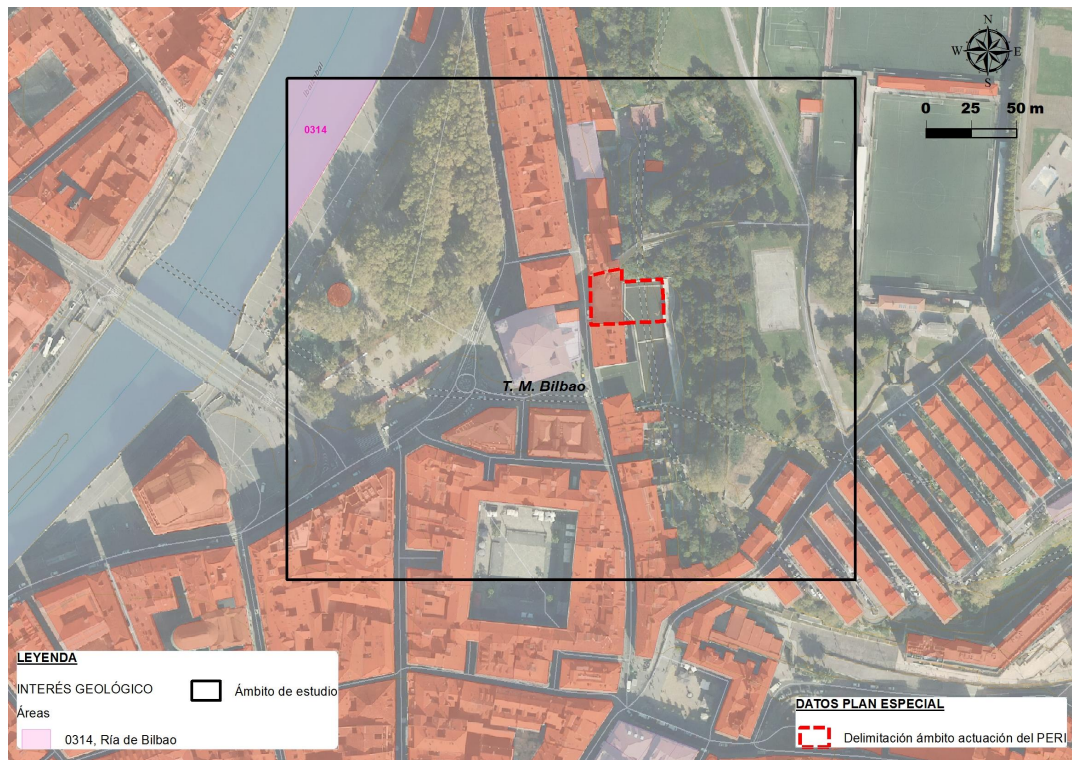 N
W E
S
0 25 50 m
0314
T. M. Bilbao
LEYENDA
INTERÉS GEOLÓGICO
Ámbito de estudio
Áreas
0314, Ría de Bilbao
DATOS PLAN ESPECIAL
Delimitación ámbito actuación del PERI